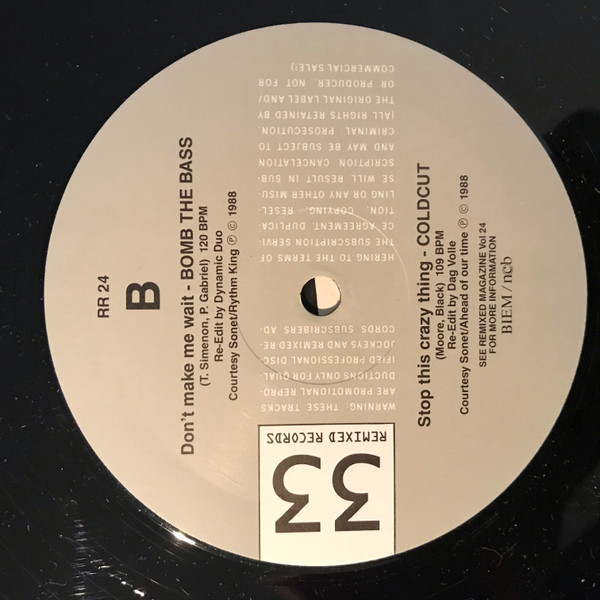 RR 24
B
Don't make me wait - BOMB THE BASS
(T. Simenon, P. Gabriel) 120 BPM
Re-Edit by Dynamic Duo
Courtesy Sonet/Rythm King Ⓟ © 1988
WARNING: THESE TRACKS
ARE PROMOTIONAL REPRO-
DUCTIONS ONLY FOR QUAL-
IFIED PROFESSIONAL DISC
JOCKEYS AND REMIXED RE-
CORDS SUBSCRIBERS AD-
HERING TO THE TERMS OF
THE SUBSCRIPTION SERVI-
CE AGREEMENT, DUPLICA-
TION, COPYING, RESEL-
LING OR ANY OTHER MISU-
SE WILL RESULT IN SUB-
SCRIPTION CANCELATION
AND MAY BE SUBJECT TO
CRIMINAL PROSECUTION.
(ALL RIGHTS RETAINED BY
THE ORIGINAL LABEL AND/
OR PRODUCER, NOT FOR
COMMERCIAL SALE!)
REMIXED RECORDS
33
Stop this crazy thing - COLDCUT
(Moore, Black) 109 BPM
Re-Edit by Dag Volle
Courtesy Sonet/Ahead of our time Ⓟ © 1988
SEE REMIXED MAGAZINE Vol 24
FOR MORE INFORMATION
BIEM / ncb